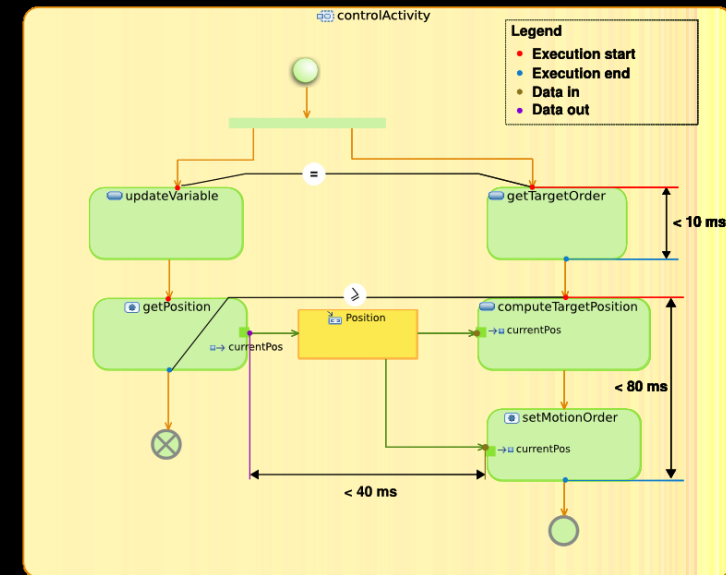 controlActivity
Legend
Execution start
Execution end
Data in
Data out
=
updateVariable
getTargetOrder
< 10 ms
⩾
getPosition
Position
computeTargetPosition
currentPos
currentPos
< 80 ms
setMotionOrder
currentPos
< 40 ms